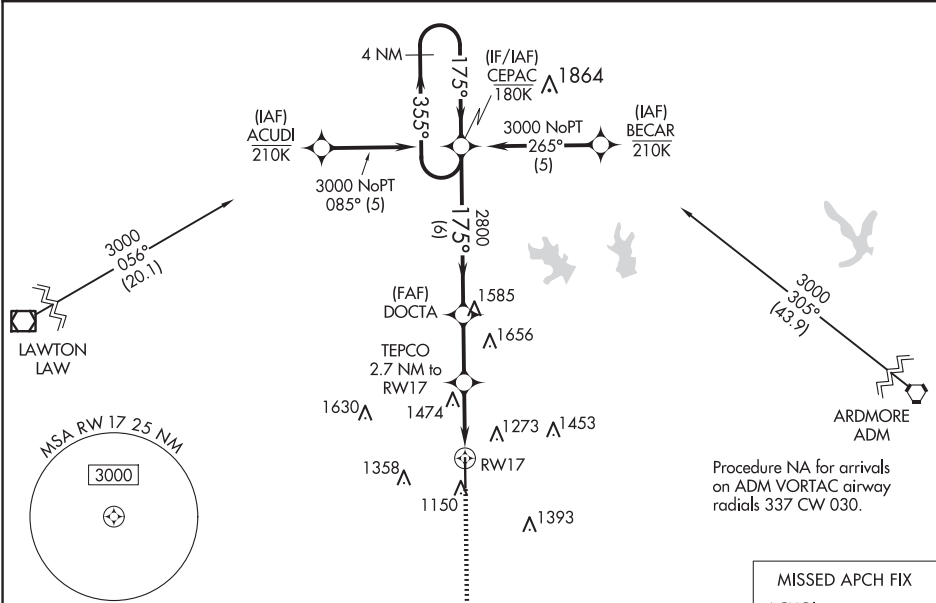 4 NM
175°
355°
(IF/IAF)
CEPAC
180K
1864
(IAF)
ACUDI
210K
3000 NoPT
085° (5)
3000 NoPT
265°
(5)
(IAF)
BECAR
210K
2800
175°
(6)
3000
056°
(20.1)
LAWTON
LAW
3000
305°
(43.9)
ARDMORE
ADM
(FAF)
DOCTA
1585
1656
TEPCO
2.7 NM to
RW17
1630
1474
1273
1453
RW17
1358
1150
1393
MSA RW 17 25 NM
3000
Procedure NA for arrivals
on ADM VORTAC airway
radials 337 CW 030.
MISSED APCH FIX